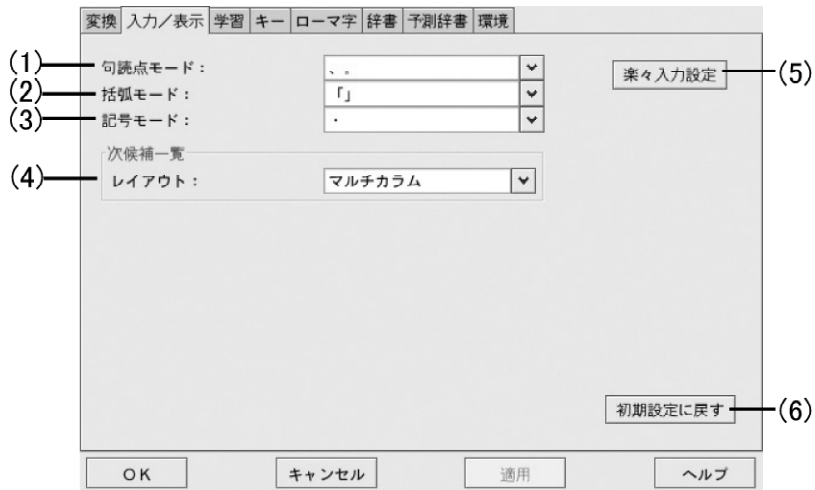 変換 入力／表示 学習 キー ローマ字 辞書 予測辞書 環境
(1) 句読点モード： 、。 楽々入力設定 (5)
(2) 括弧モード： 「」
(3) 記号モード： ・
次候補一覧
(4) レイアウト： マルチカラム
初期設定に戻す (6)
OK キャンセル 適用 ヘルプ